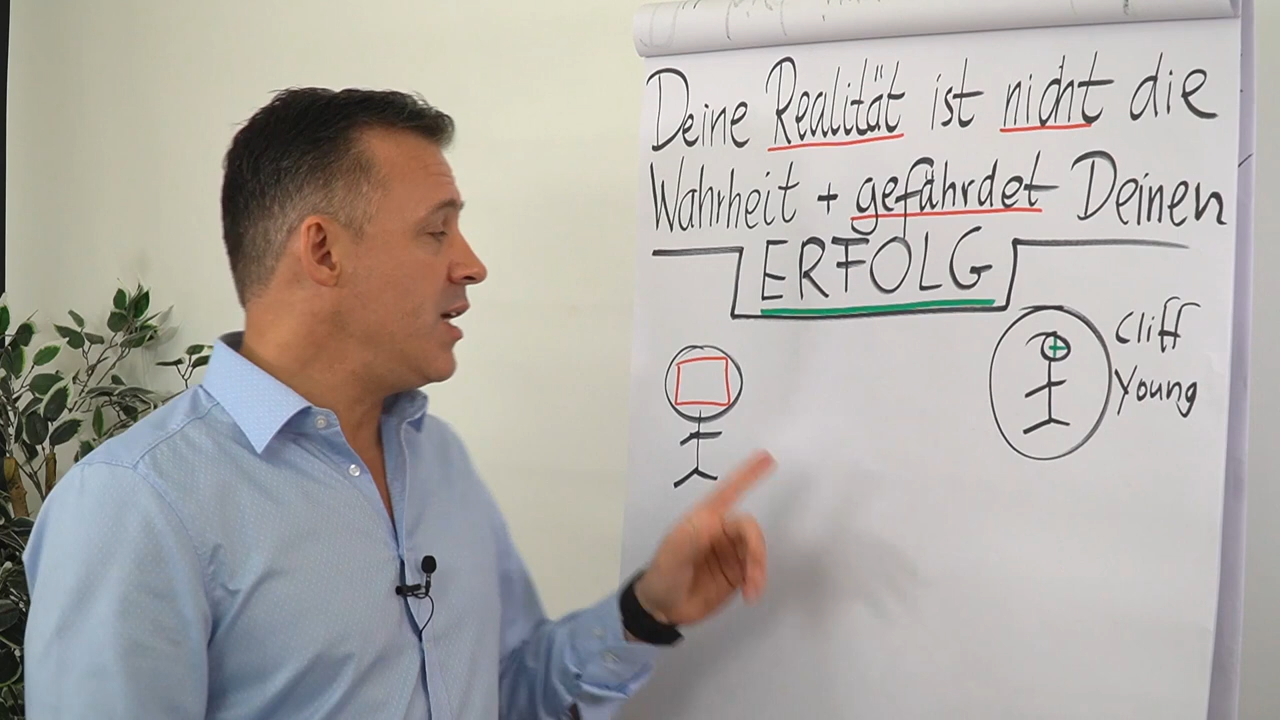 Deine Realität ist nicht die
Wahrheit + gefährdet Deinen
ERFOLG
Cliff
Young